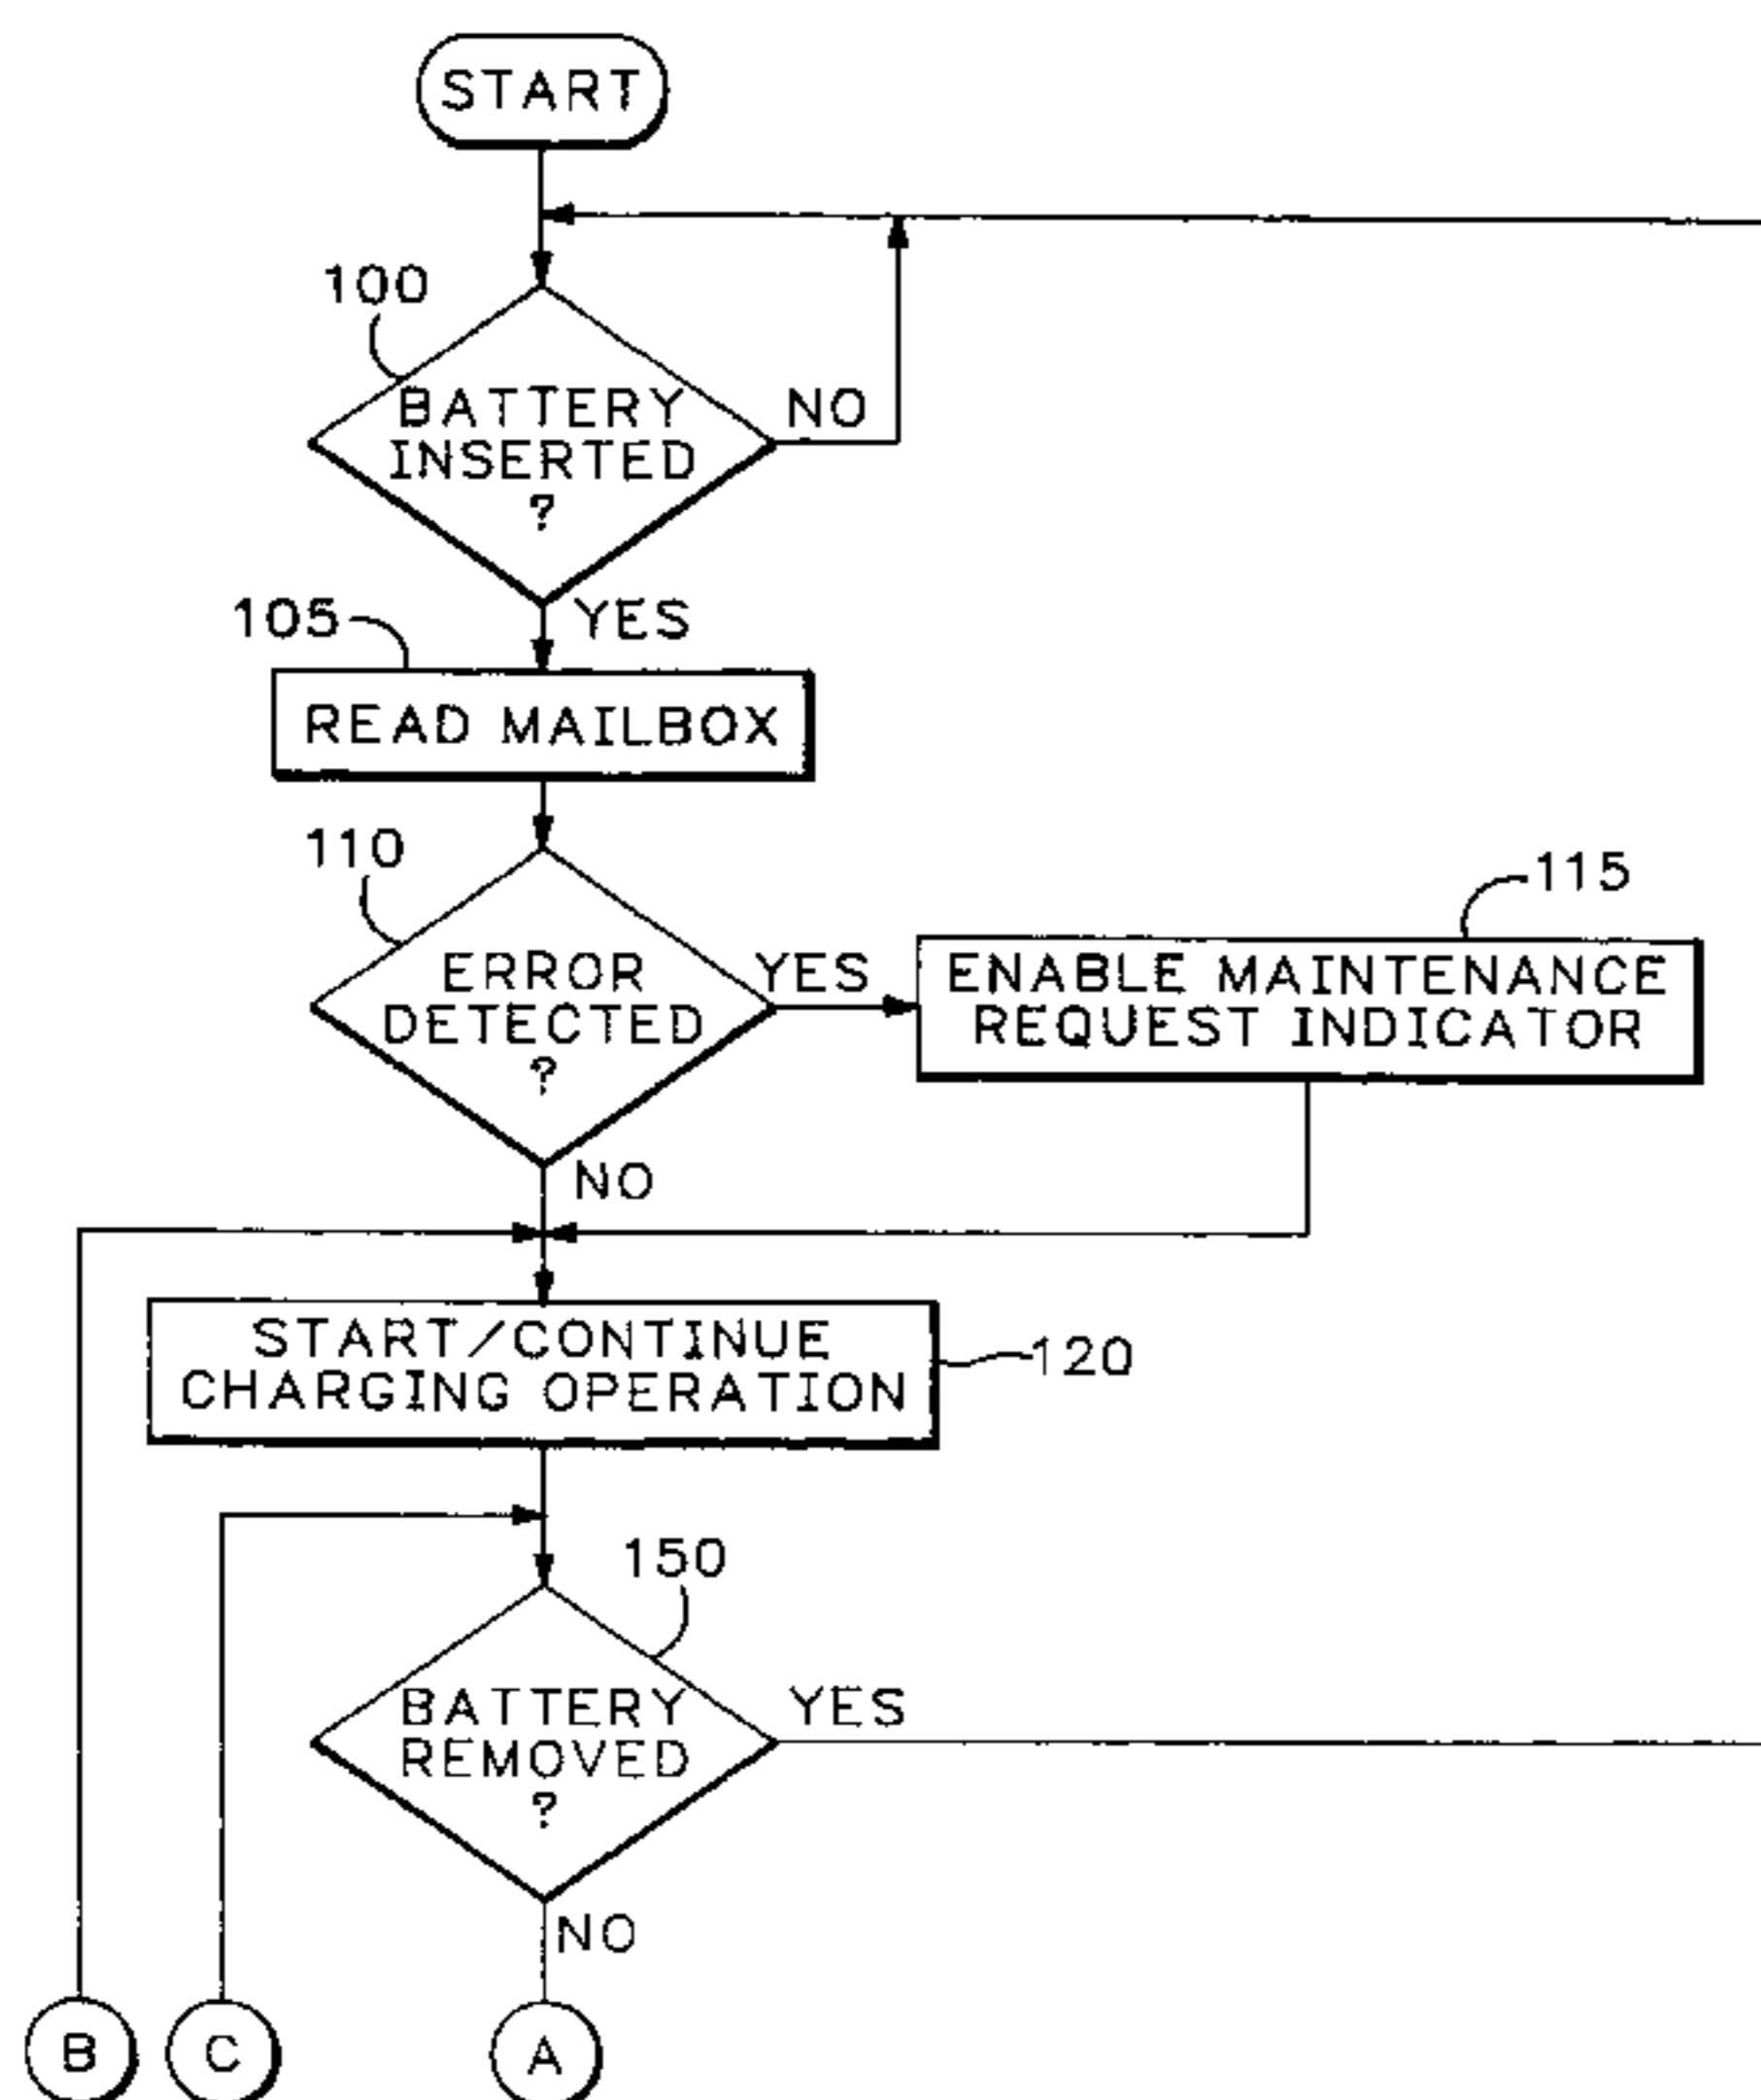 START
100
BATTERY
INSERTED
?
NO
YES
105
READ MAILBOX
110
ERROR
DETECTED
?
YES
115
ENABLE MAINTENANCE
REQUEST INDICATOR
NO
START/CONTINUE
CHARGING OPERATION
120
150
BATTERY
REMOVED
?
YES
NO
B
C
A